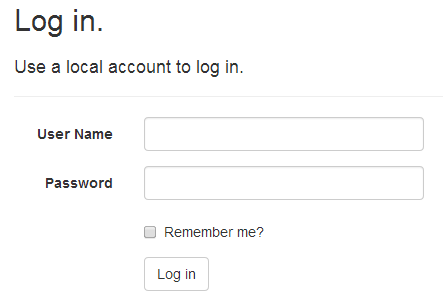 Log in.
Use a local account to log in.
User Name
Password
Remember me?
Log in